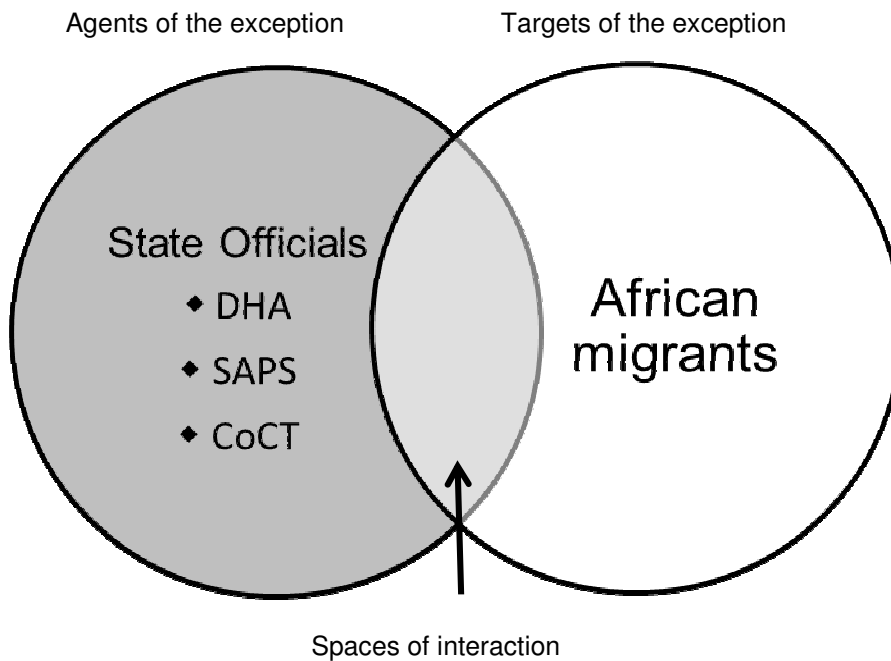 Agents of the exception
Targets of the exception
State Officials
◆ DHA
◆ SAPS
◆ CoCT
African
migrants
Spaces of interaction